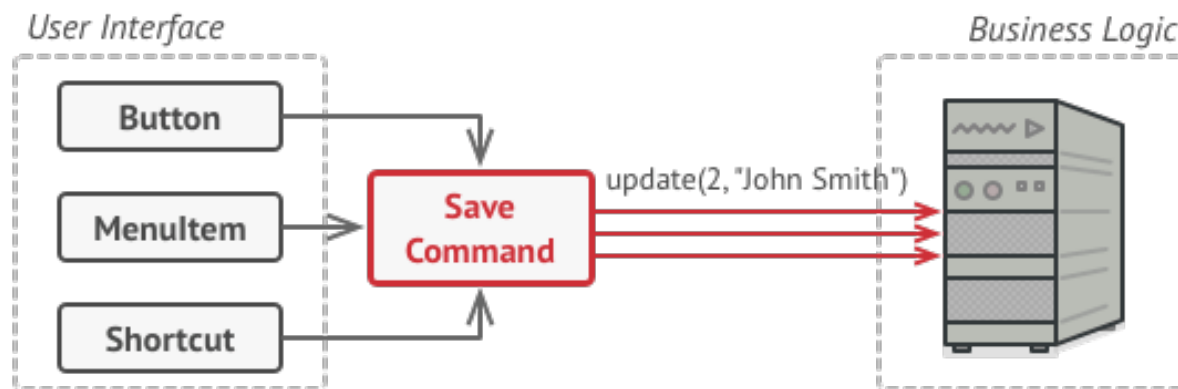 User Interface
Business Logic
Button
MenuItem
Shortcut
Save
Command
update(2, "John Smith")